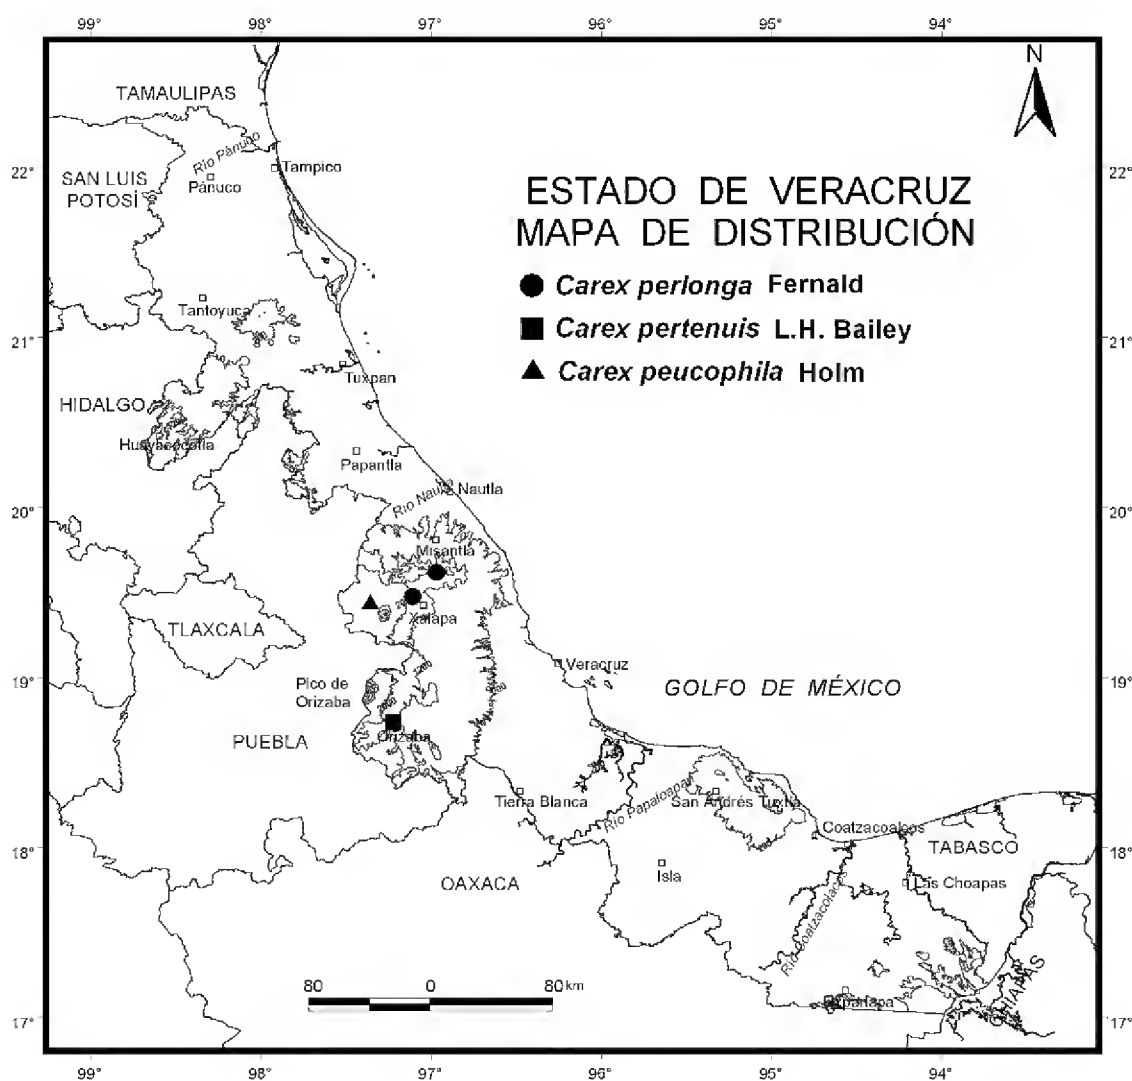 99° 98° 97° 96° 95° 94°
N
TAMAULIPAS
Río Pánuco
22° Tampico 22°
SAN LUIS
POTOSÍ
Pánuco
ESTADO DE VERACRUZ
MAPA DE DISTRIBUCIÓN
Carex perlonga Fernald
Carex pertenuis L.H. Bailey
Carex peucophila Holm
Tantoyuca
21° 21°
Tuxpan
HIDALGO
Huayacocotla
Papantla
Río Nautla
Nautla
20° 20°
Misantla
Xalapa
TLAXCALA
Veracruz
19° 19°
Pico de
Orizaba
GOLFO DE MÉXICO
PUEBLA
Orizaba
Tierra Blanca
Río Papaloapan
San Andrés Tuxtla
Coatzacoalcos
18° 18°
TABASCO
Isla
OAXACA
Las Choapas
Río Coatzacoalcos
CHIAPAS
80 0 80 km
17° 17°
99° 98° 97° 96° 95° 94°